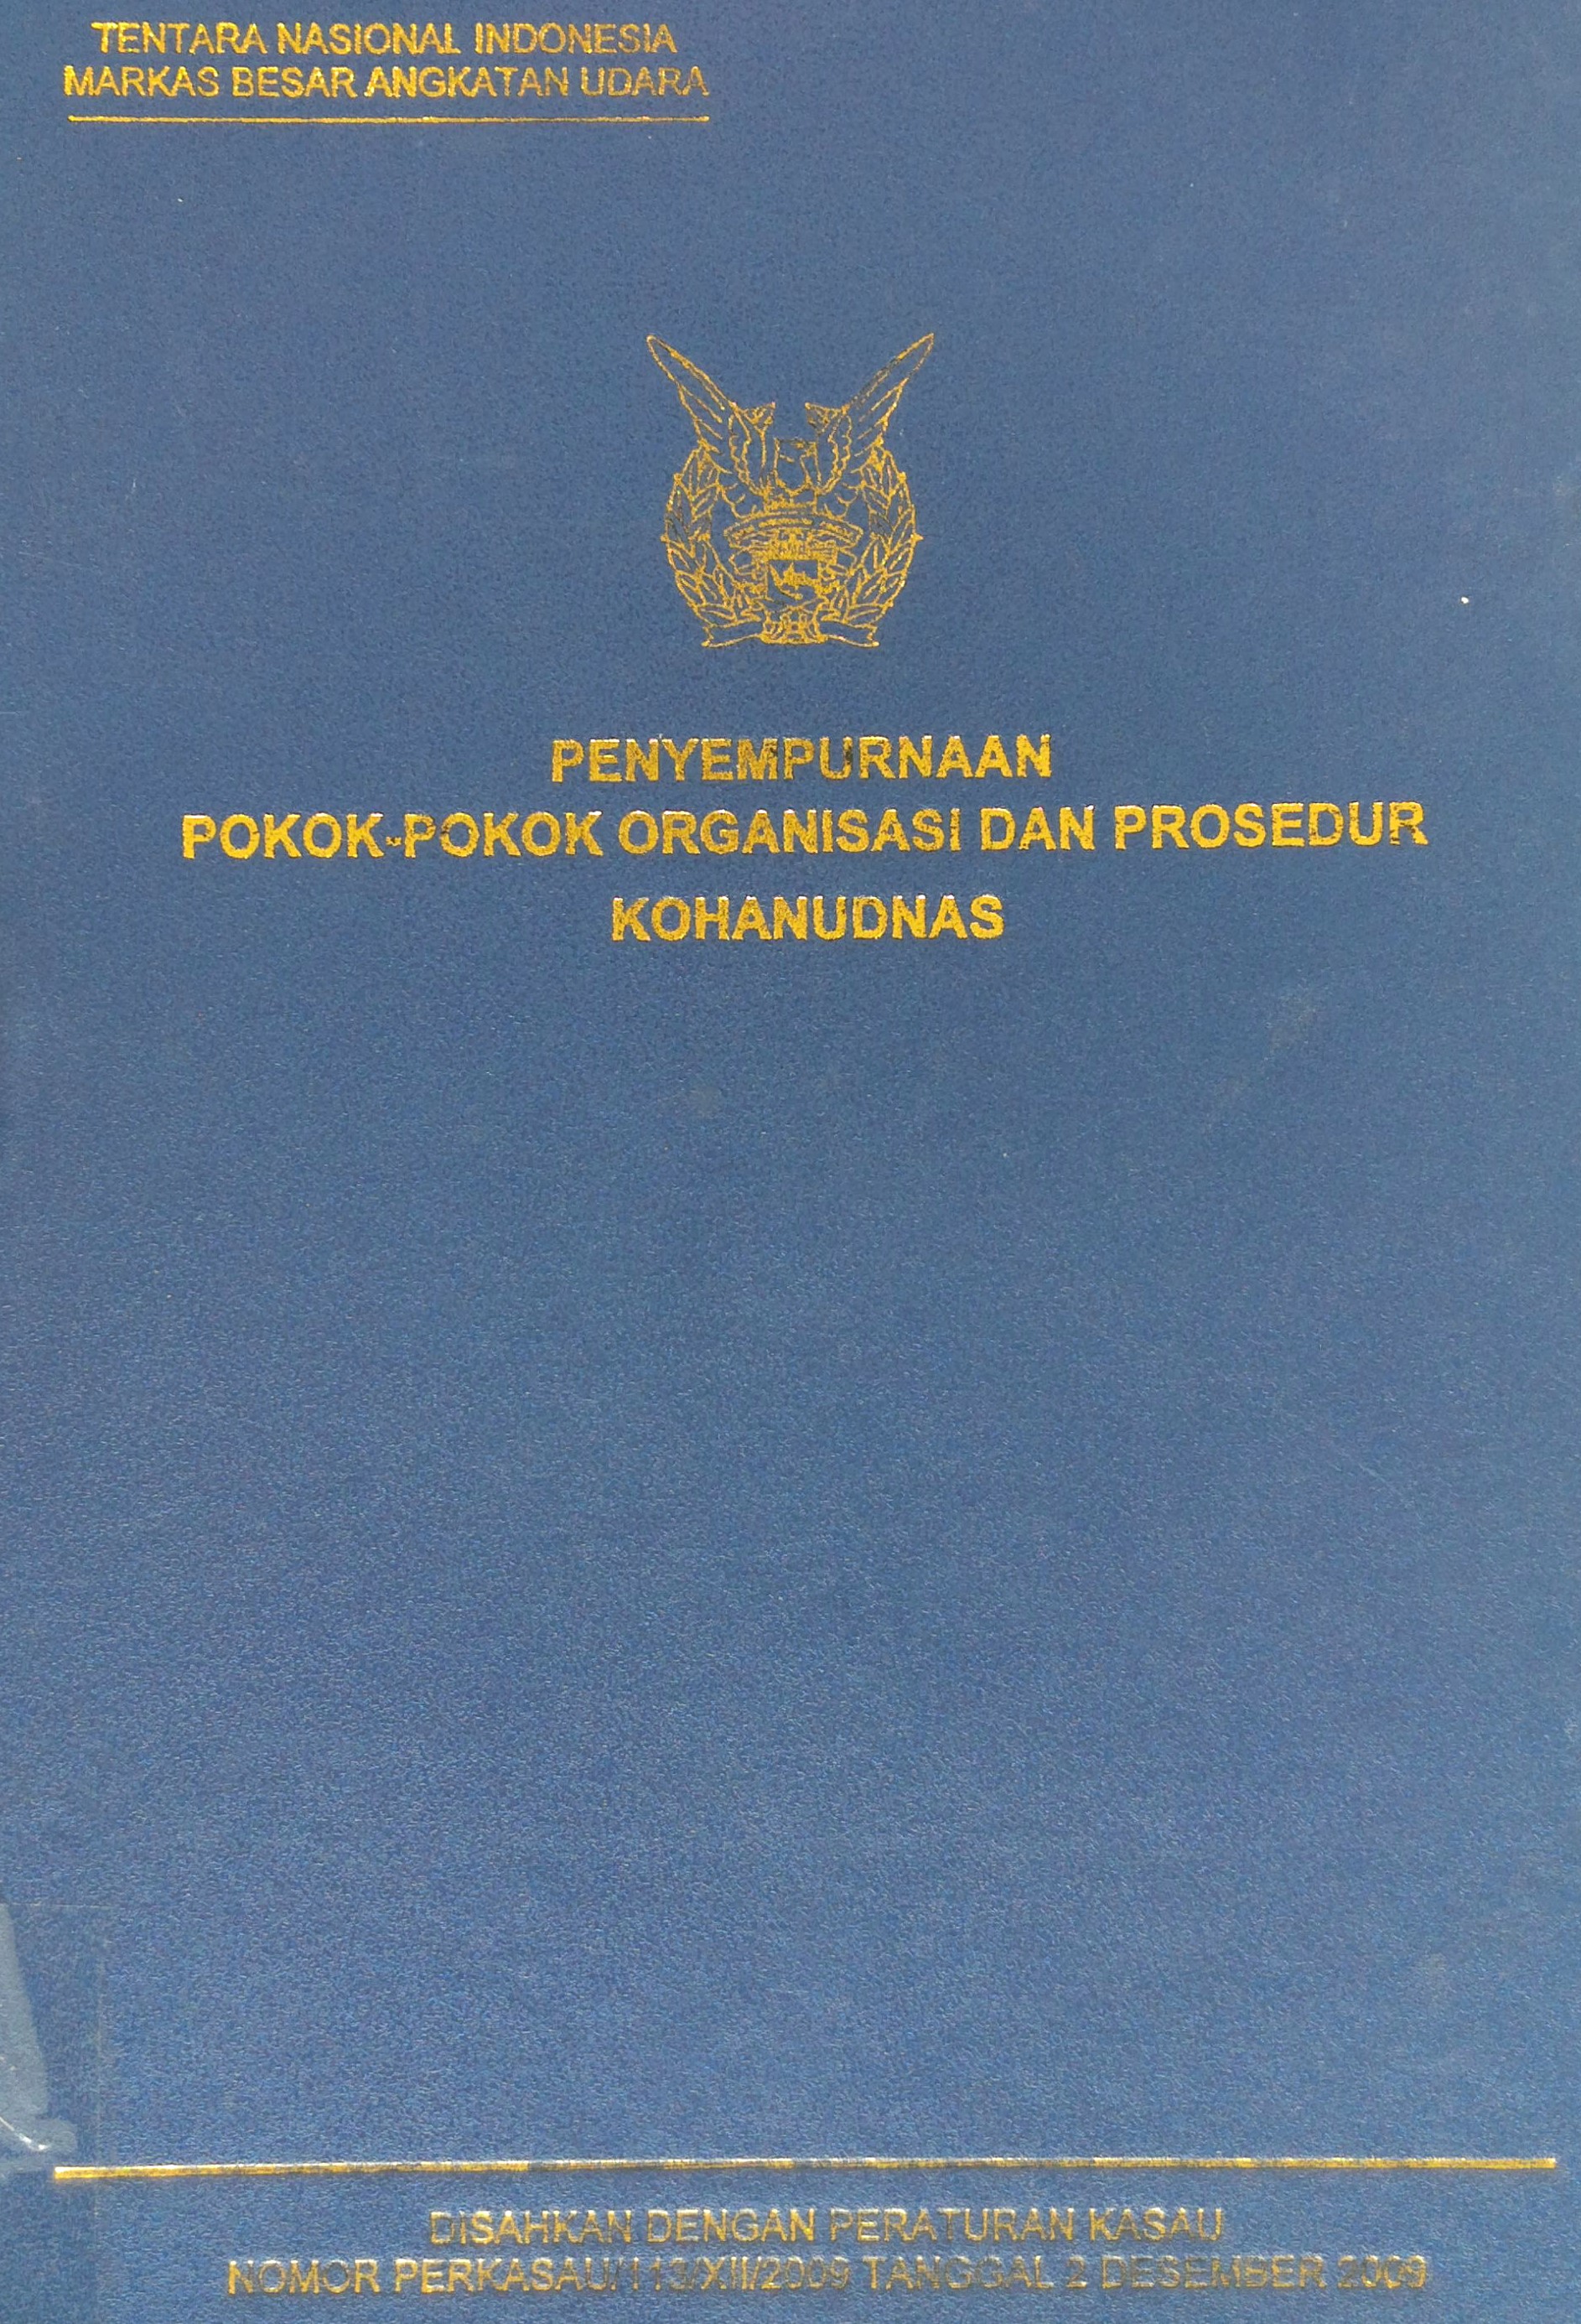 TENTARA NASIONAL INDONESIA
MARKAS BESAR ANGKATAN UDARA
PENYEMPURNAAN
POKOK-POKOK ORGANISASI DAN PROSEDUR
KOHANUDNAS
DISAHKAN DENGAN PERATURAN KASAU
NOMOR PERKASAU/113/XII/2009 TANGGAL 2 DESEMBER 2009